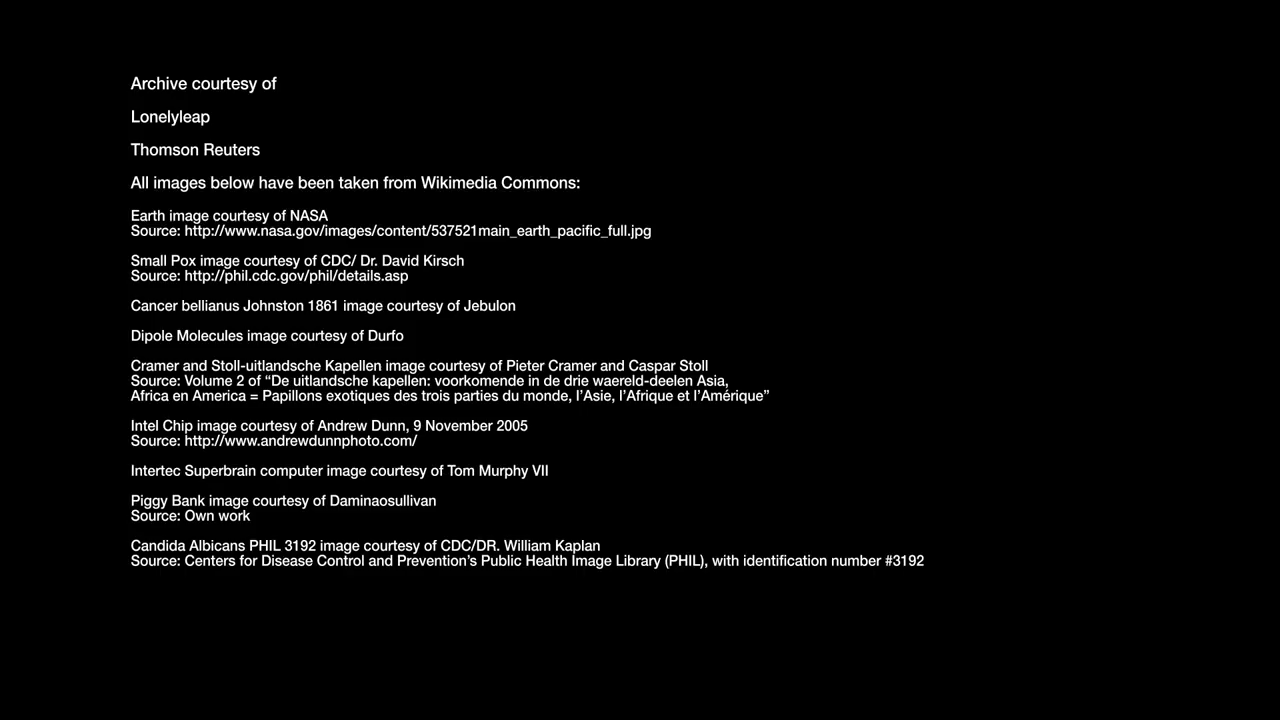 Archive courtesy of
Lonelyleap
Thomson Reuters
All images below have been taken from Wikimedia Commons:
Earth image courtesy of NASA
Source: http://www.nasa.gov/images/content/537521main_earth_pacific_full.jpg
Small Pox image courtesy of CDC/ Dr. David Kirsch
Source: http://phil.cdc.gov/phil/details.asp
Cancer bellianus Johnston 1861 image courtesy of Jebulon
Dipole Molecules image courtesy of Durfo
Cramer and Stoll-uitlandsche Kapellen image courtesy of Pieter Cramer and Caspar Stoll
Source: Volume 2 of “De uitlandsche kapellen: voorkomende in de drie waereld-deelen Asia,
Africa en America = Papillons exotiques des trois parties du monde, l’Asie, l’Afrique et l’Amérique”
Intel Chip image courtesy of Andrew Dunn, 9 November 2005
Source: http://www.andrewdunnphoto.com/
Intertec Superbrain computer image courtesy of Tom Murphy VII
Piggy Bank image courtesy of Daminaosullivan
Source: Own work
Candida Albicans PHIL 3192 image courtesy of CDC/DR. William Kaplan
Source: Centers for Disease Control and Prevention’s Public Health Image Library (PHIL), with identification number #3192